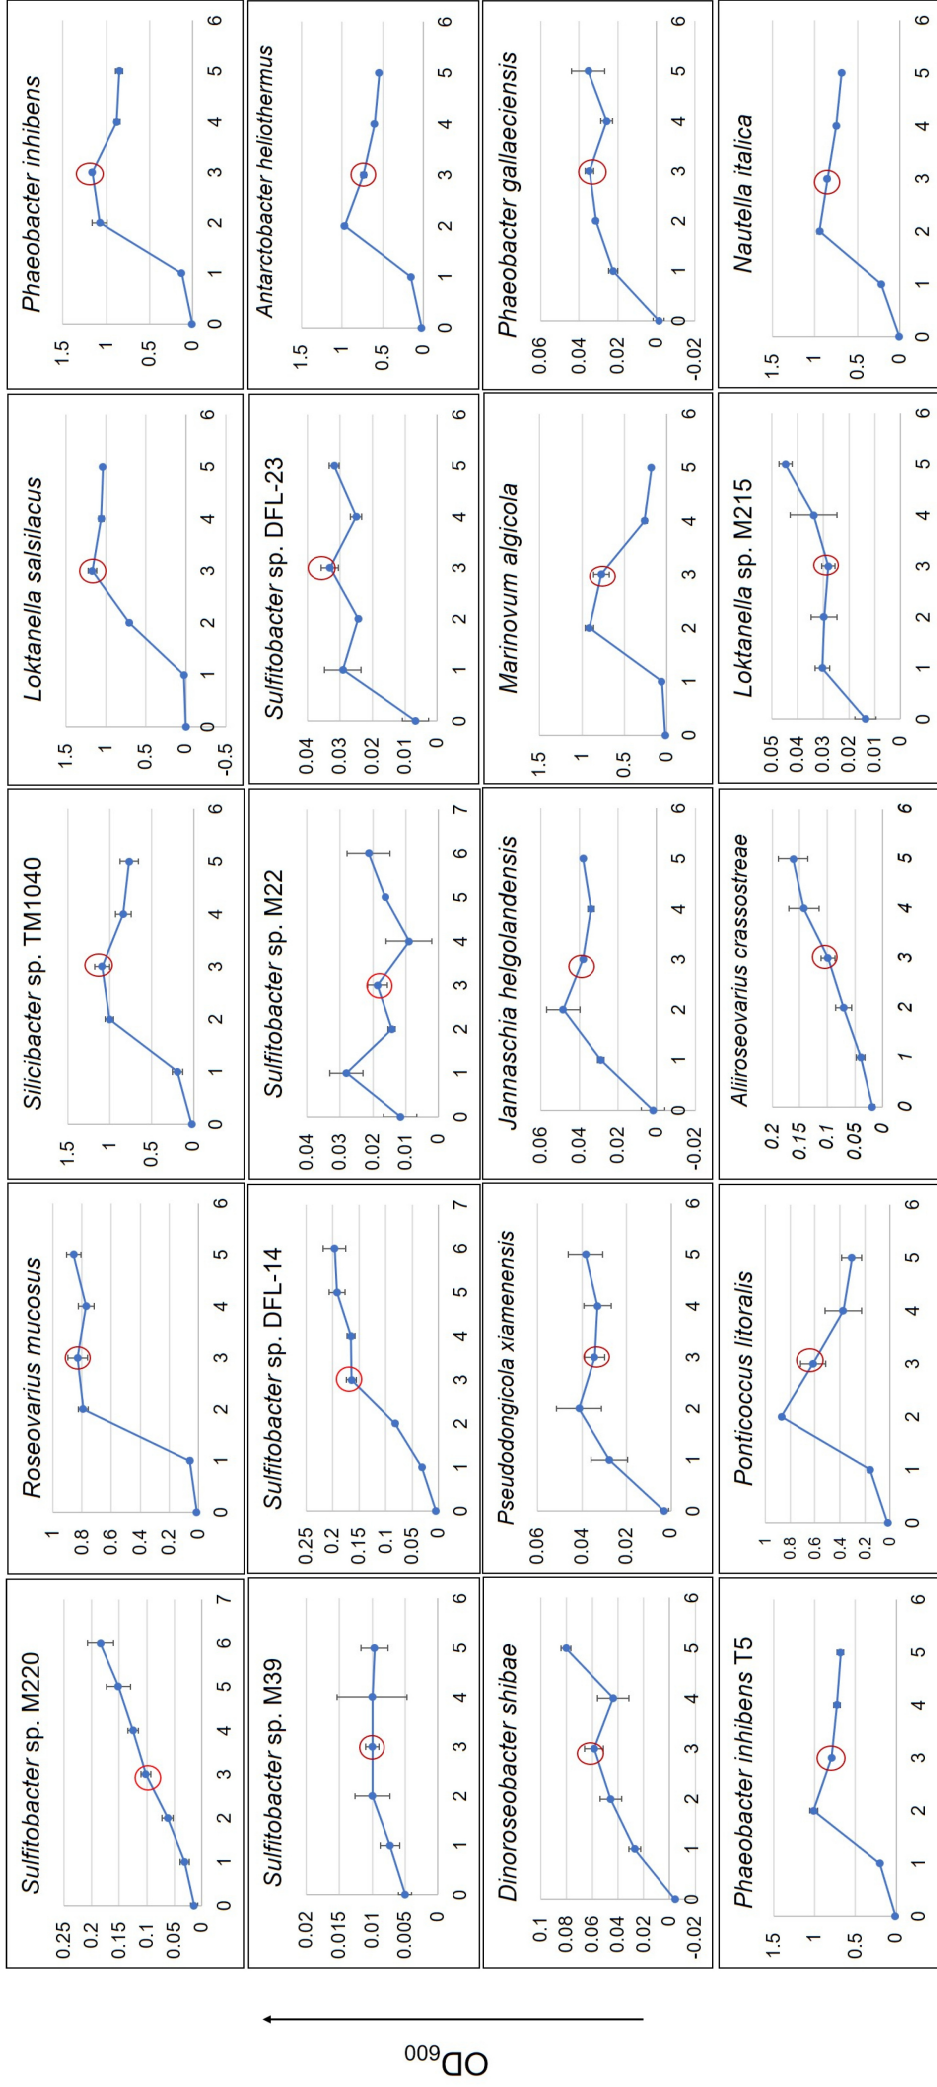 OD600
Sulfitobacter sp. M220
0.25
0.2
0.15
0.1
0.05
0
0 1 2 3 4 5 6 7
Roseovarius mucosus
1
0.8
0.6
0.4
0.2
0
0 1 2 3 4 5 6
Silicibacter sp. TM1040
1.5
1
0.5
0
0 1 2 3 4 5 6
Loktanella salsilacus
1.5
1
0.5
0
-0.5
0 1 2 3 4 5 6
Phaeobacter inhibens
1.5
1
0.5
0
0 1 2 3 4 5 6
Sulfitobacter sp. M39
0.02
0.015
0.01
0.005
0
0 1 2 3 4 5 6
Sulfitobacter sp. DFL-14
0.25
0.2
0.15
0.1
0.05
0
0 1 2 3 4 5 6 7
Sulfitobacter sp. M22
0.04
0.03
0.02
0.01
0
0 1 2 3 4 5 6 7
Sulfitobacter sp. DFL-23
0.04
0.03
0.02
0.01
0
0 1 2 3 4 5 6
Antarctobacter heliothermus
1.5
1
0.5
0
0 1 2 3 4 5 6
Dinoroseobacter shibae
0.1
0.08
0.06
0.04
0.02
0
-0.02
0 1 2 3 4 5 6
Pseudodongicola xiamenensis
0.06
0.04
0.02
0
0 1 2 3 4 5 6
Jannaschia helgolandensis
0.06
0.04
0.02
0
-0.02
0 1 2 3 4 5 6
Marinovum algicola
1.5
1
0.5
0
0 1 2 3 4 5 6
Phaeobacter gallaeciensis
0.06
0.04
0.02
0
-0.02
0 1 2 3 4 5 6
Phaeobacter inhibens T5
1.5
1
0.5
0
0 1 2 3 4 5 6
Ponticoccus litoralis
1
0.8
0.6
0.4
0.2
0
0 1 2 3 4 5 6
Aliiroseovarius crassostreae
0.2
0.15
0.1
0.05
0
0 1 2 3 4 5 6
Loktanella sp. M215
0.05
0.04
0.03
0.02
0.01
0
0 1 2 3 4 5 6
Nautella italica
1.5
1
0.5
0
0 1 2 3 4 5 6